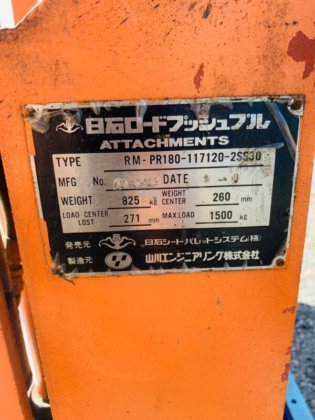 日石ロードプッシュプル
ATTACHMENTS
TYPE RM-PR180-117120-2SS30
MFG No. DATE
WEIGHT 825 kg WEIGHT CENTER 260 mm
LOAD CENTER LOST 271 mm MAX.LOAD 1500 kg
発売元 日石シートパレットシステム(株)
製造元 山川エンジニアリング株式会社